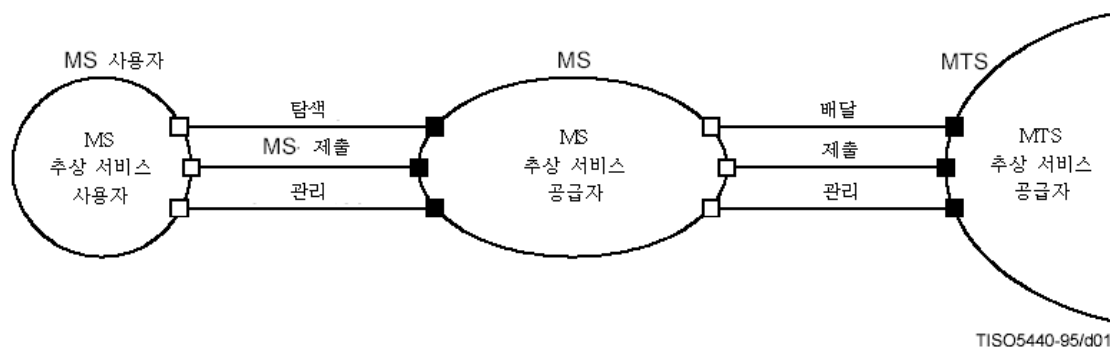 MS 사용자
MS
MTS
탐색
배달
MS
추상 서비스
사용자
MS 제출
MS
추상 서비스
공급자
제출
MTS
추상 서비스
공급자
관리
관리
TISO5440-95/d01